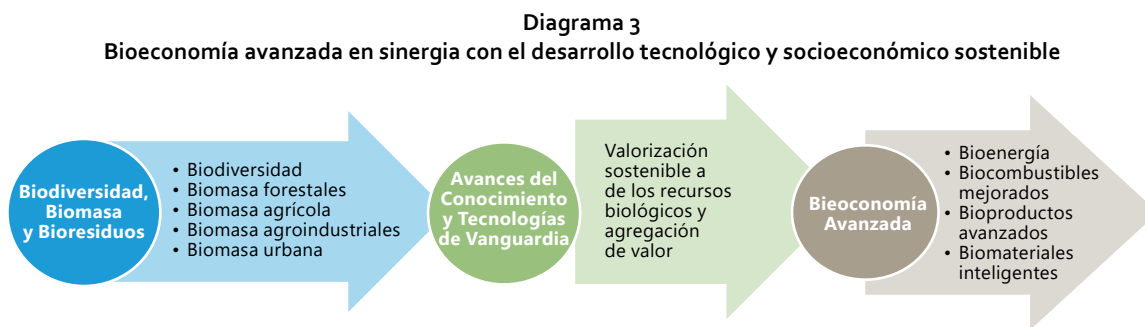 Diagrama 3
Bioeconomía avanzada en sinergia con el desarrollo tecnológico y socioeconómico sostenible
Biodiversidad,
Biomasa
y Bioresiduos
• Biodiversidad
• Biomasa forestales
• Biomasa agrícola
• Biomasa agroindustriales
• Biomasa urbana
Avances del
Conocimiento
y Tecnologías
de Vanguardia
Valorización
sostenible a
de los recursos
biológicos y
agregación
de valor
Bieoconomía
Avanzada
• Bioenergía
• Biocombustibles
mejorados
• Bioproductos
avanzados
• Biomateriales
inteligentes